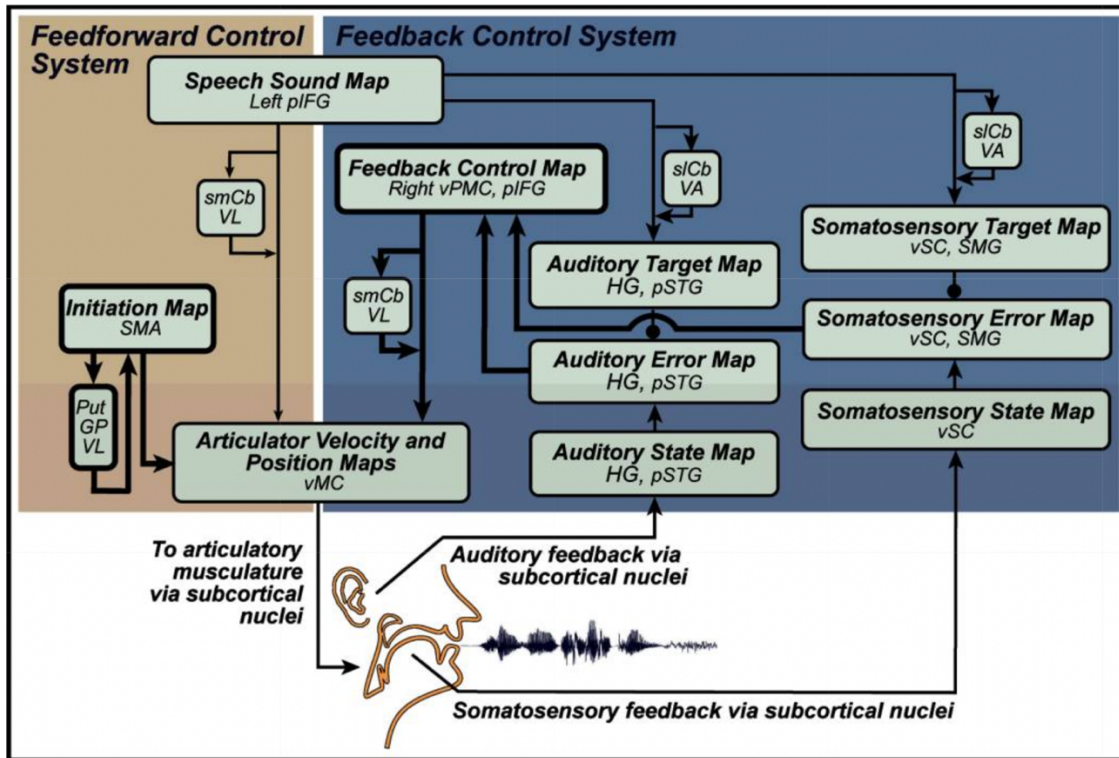 Feedforward Control
System
Feedback Control System
Speech Sound Map
Left pIFG
slCb
VA
slCb
VA
Feedback Control Map
Right vPMC, pIFG
smCb
VL
Somatosensory Target Map
vSC, SMG
Auditory Target Map
HG, pSTG
smCb
VL
Initiation Map
SMA
Somatosensory Error Map
vSC, SMG
Auditory Error Map
HG, pSTG
Put
GP
VL
Somatosensory State Map
vSC
Articulator Velocity and
Position Maps
vMC
Auditory State Map
HG, pSTG
To articulatory
musculature
via subcortical
nuclei
Auditory feedback via
subcortical nuclei
Somatosensory feedback via subcortical nuclei